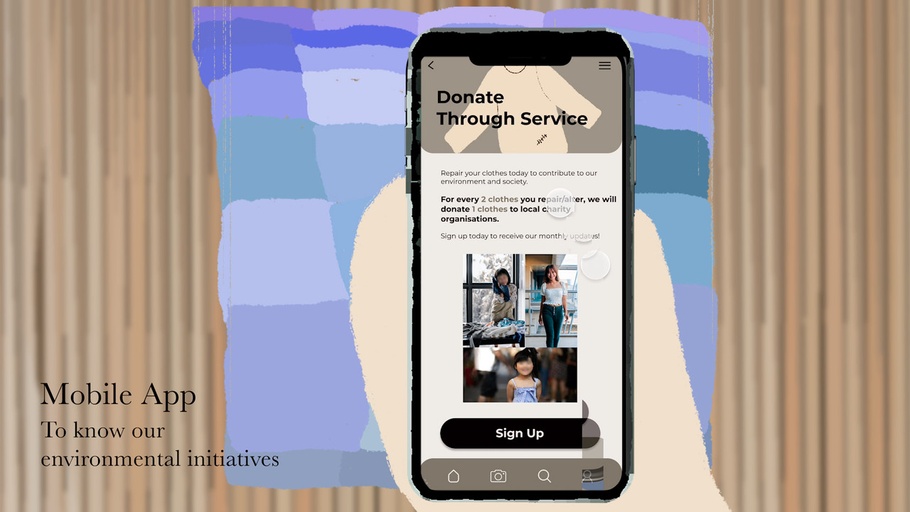 Donate
Through Service
Repair your clothes today to contribute to our
environment and society.
For every 2 clothes you repair/alter, we will
donate 1 clothes to local charity
organisations.
Sign up today to receive our monthly updates!
Sign Up
Mobile App
To know our
environmental initiatives